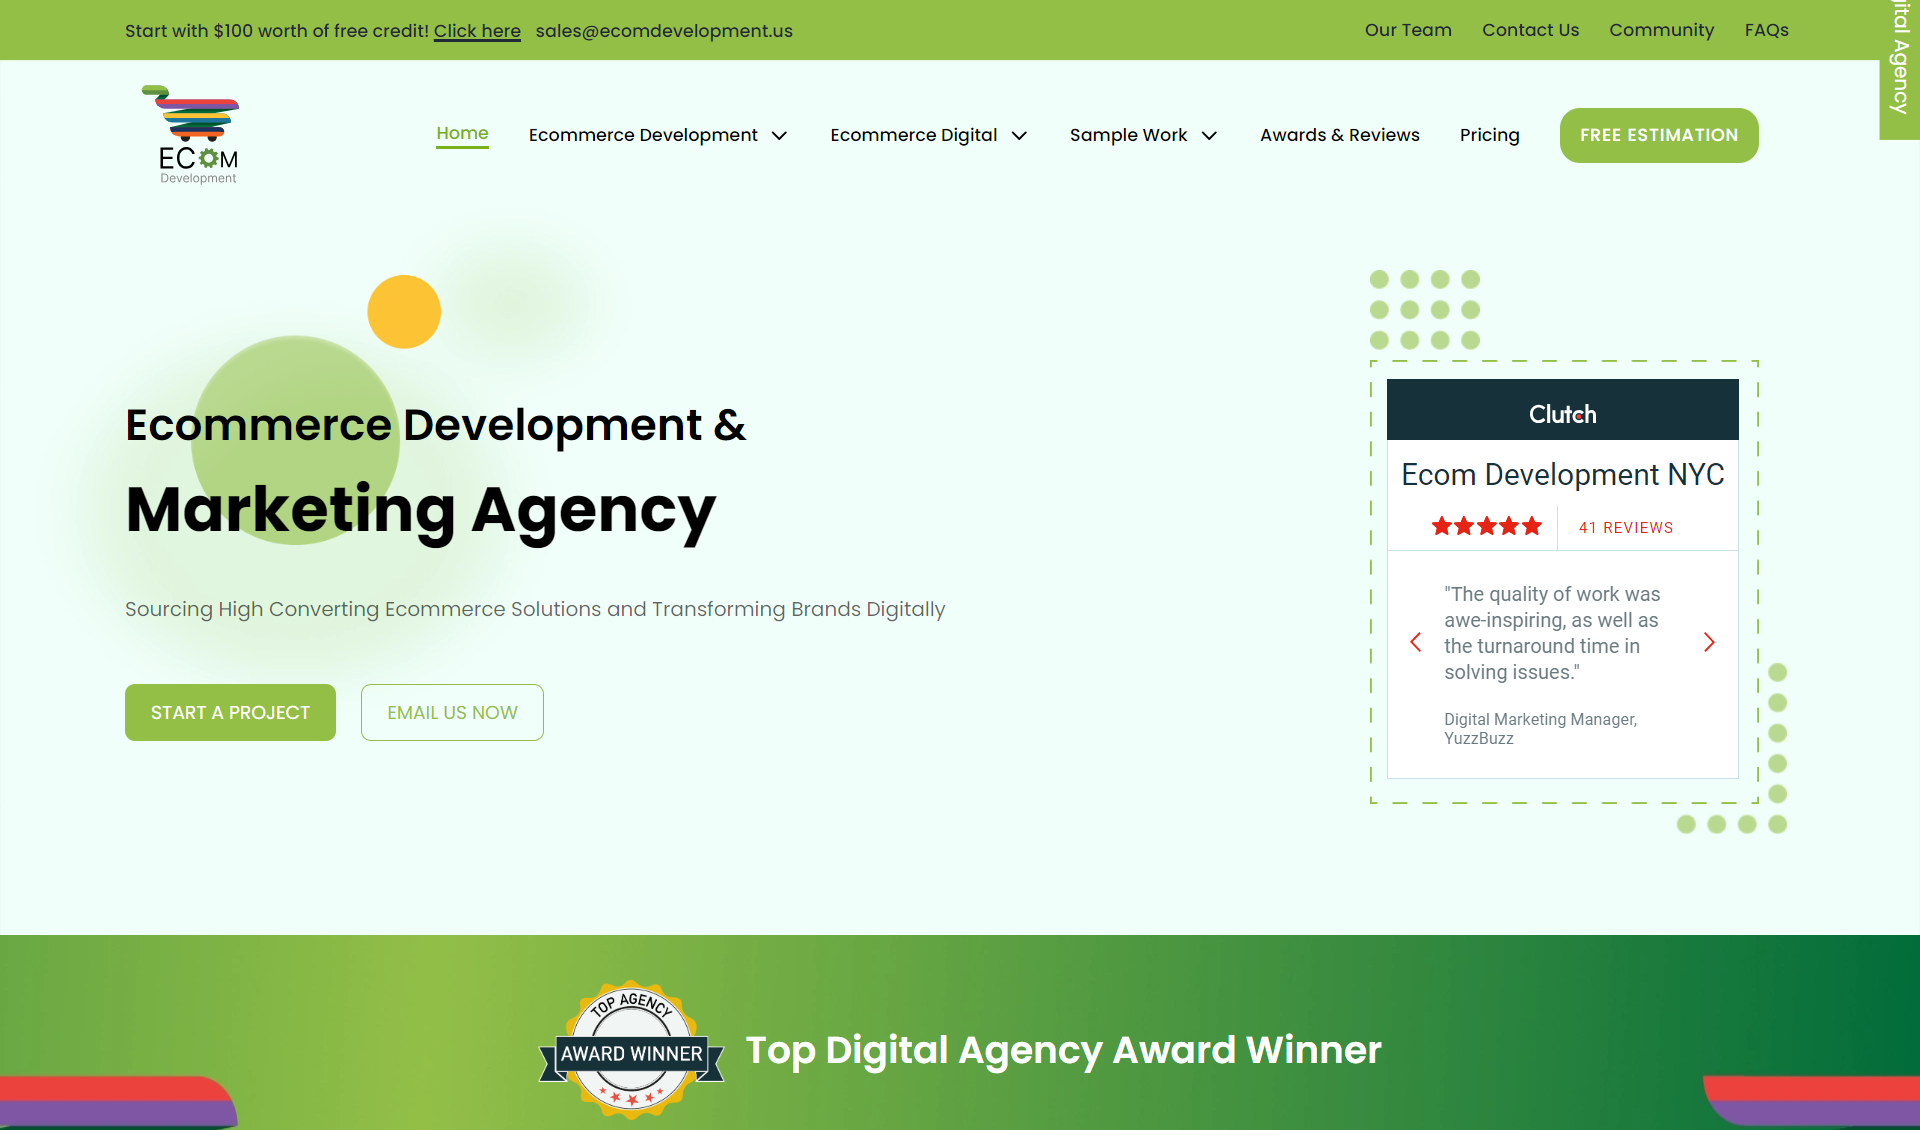 Start with $100 worth of free credit! Click here sales@ecomdevelopment.us
Our Team Contact Us Community FAQs
Agency
ECOM
Development
Home Ecommerce Development Ecommerce Digital Sample Work Awards & Reviews Pricing FREE ESTIMATION
Ecommerce Development &
Marketing Agency
Sourcing High Converting Ecommerce Solutions and Transforming Brands Digitally
START A PROJECT EMAIL US NOW
Clutch
Ecom Development NYC
41 REVIEWS
"The quality of work was
awe-inspiring, as well as
the turnaround time in
solving issues."
Digital Marketing Manager,
YuzzBuzz
TOP AGENCY
AWARD WINNER
Top Digital Agency Award Winner